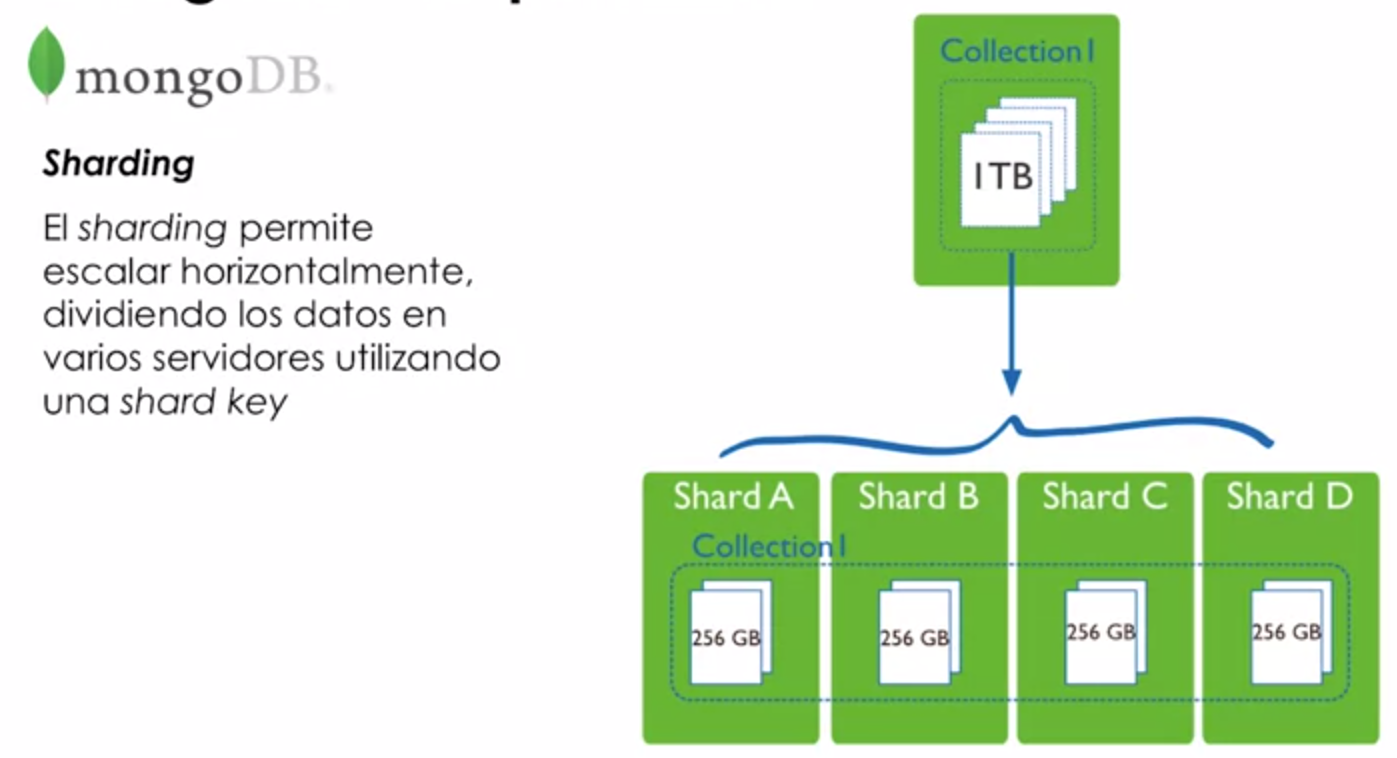 mongoDB.
Sharding
El sharding permite
escalar horizontalmente,
dividiendo los datos en
varios servidores utilizando
una shard key
Collection1
1TB
Shard A
Shard B
Shard C
Shard D
Collection1
256 GB
256 GB
256 GB
256 GB